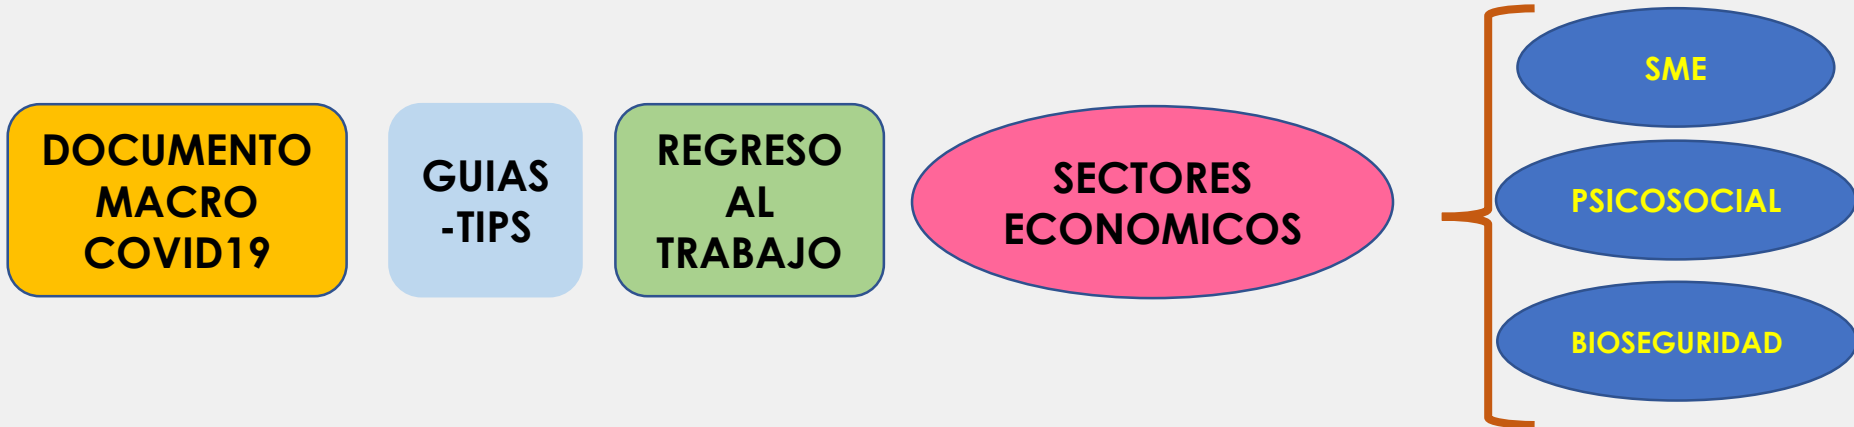 DOCUMENTO
MACRO
COVID19
GUIAS
-TIPS
REGRESO
AL
TRABAJO
SECTORES
ECONOMICOS
SME
PSICOSOCIAL
BIOSEGURIDAD